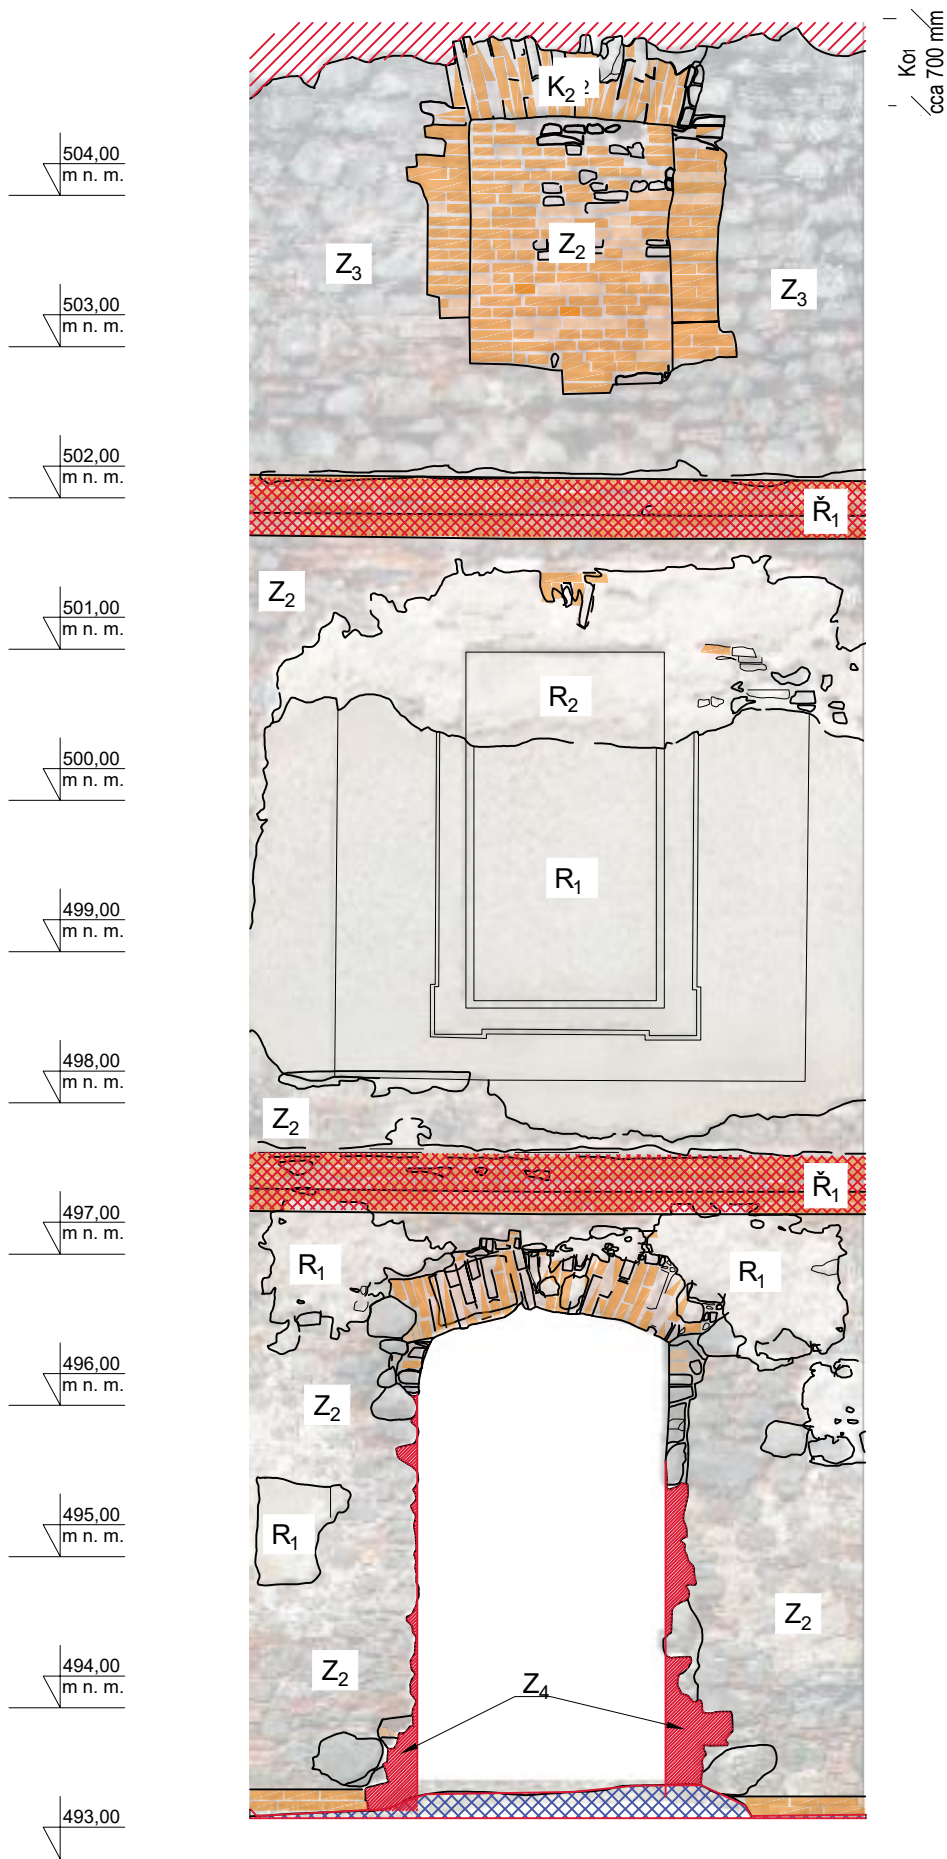 K01
cca 700 mm
K2 2
504,00
m n. m.
Z2
Z3
Z3
503,00
m n. m.
502,00
m n. m.
Ř1
Z2
501,00
m n. m.
R2
500,00
m n. m.
R1
499,00
m n. m.
498,00
m n. m.
Z2
Ř1
497,00
m n. m.
R1
R1
496,00
m n. m.
Z2
495,00
m n. m.
R1
Z2
494,00
m n. m.
Z2
Z4
493,00
m n. m.